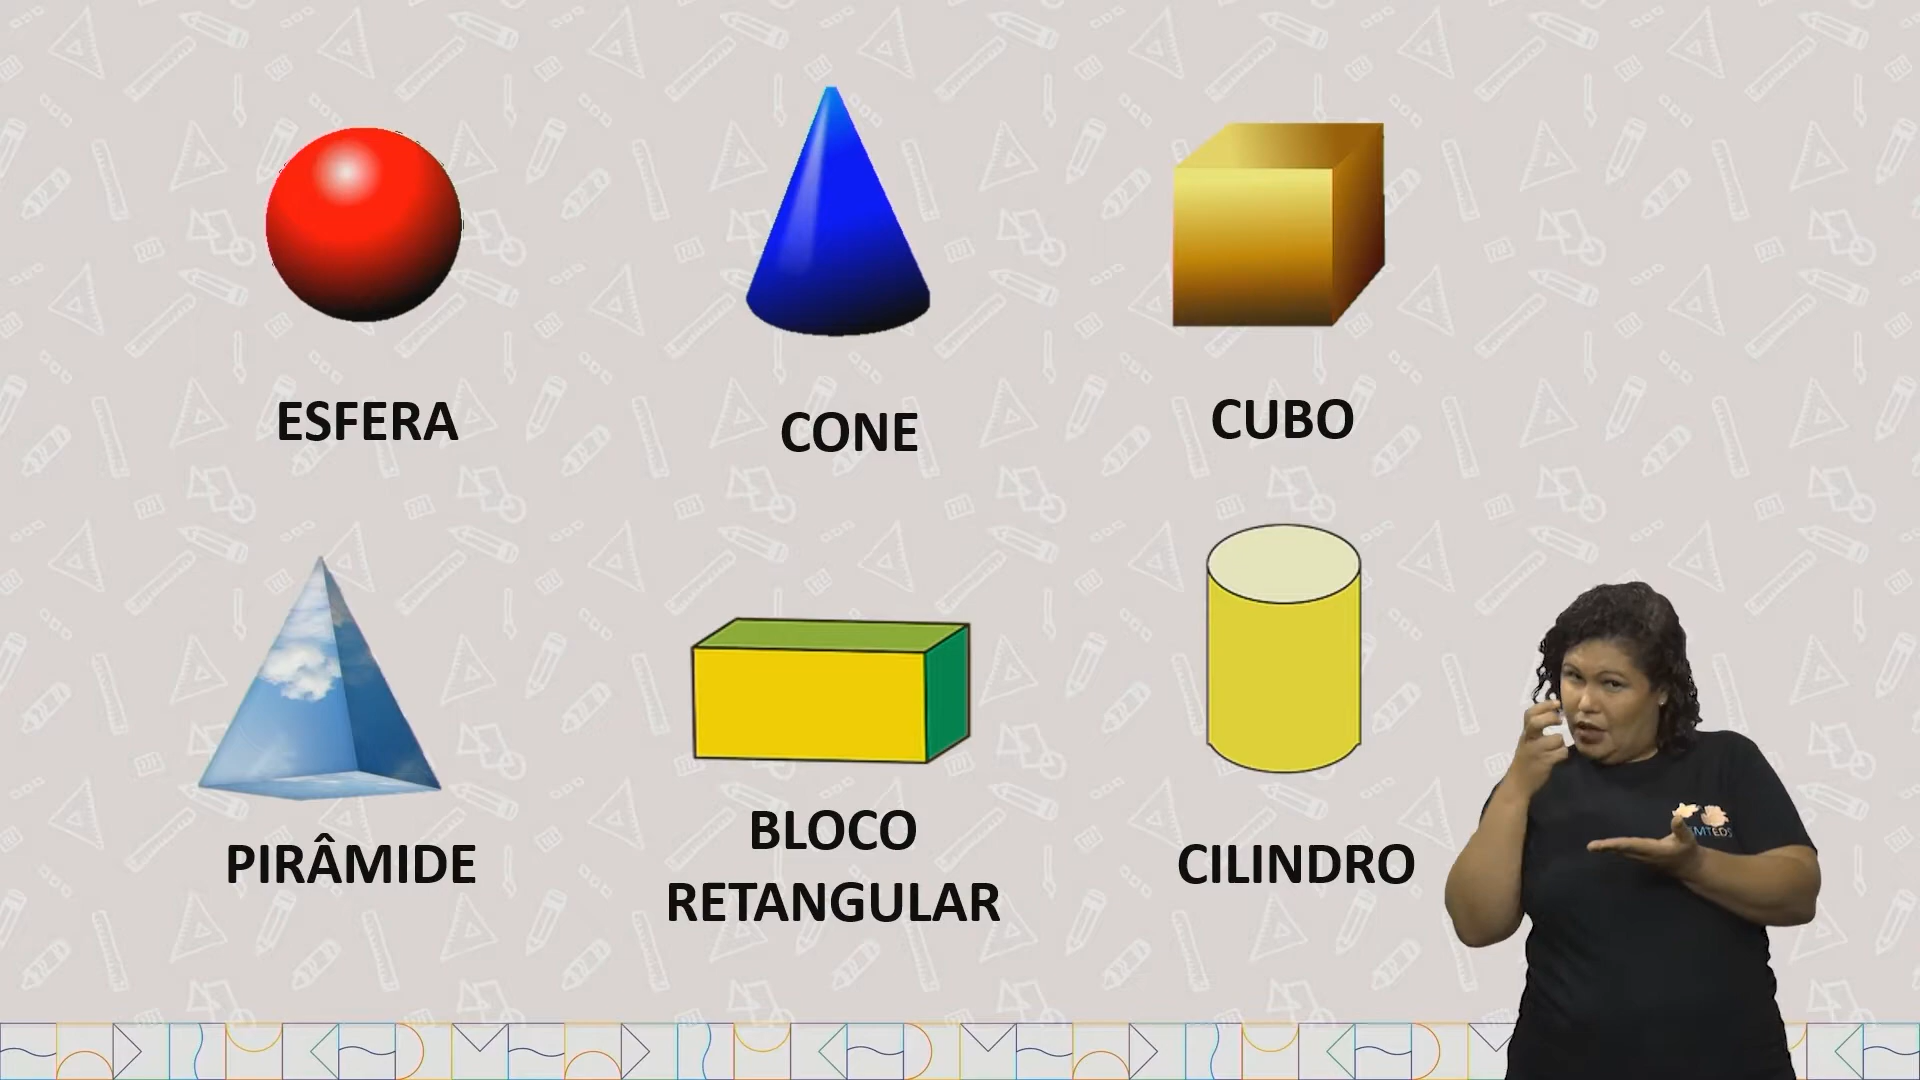 ESFERA
CONE
CUBO
PIRÂMIDE
BLOCO
RETANGULAR
CILINDRO